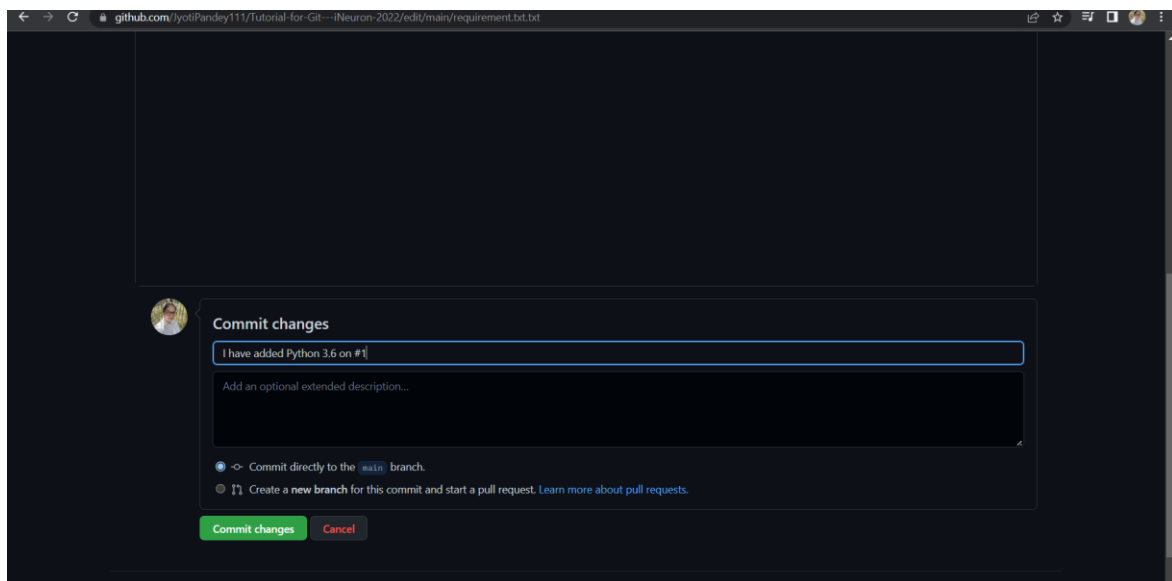 github.com/JyotiPandey111/Tutorial-for-Git---iNeuron-2022/edit/main/requirement.txt.txt
Commit changes
I have added Python 3.6 on #1
Add an optional extended description...
Commit directly to the main branch.
Create a new branch for this commit and start a pull request. Learn more about pull requests.
Commit changes Cancel